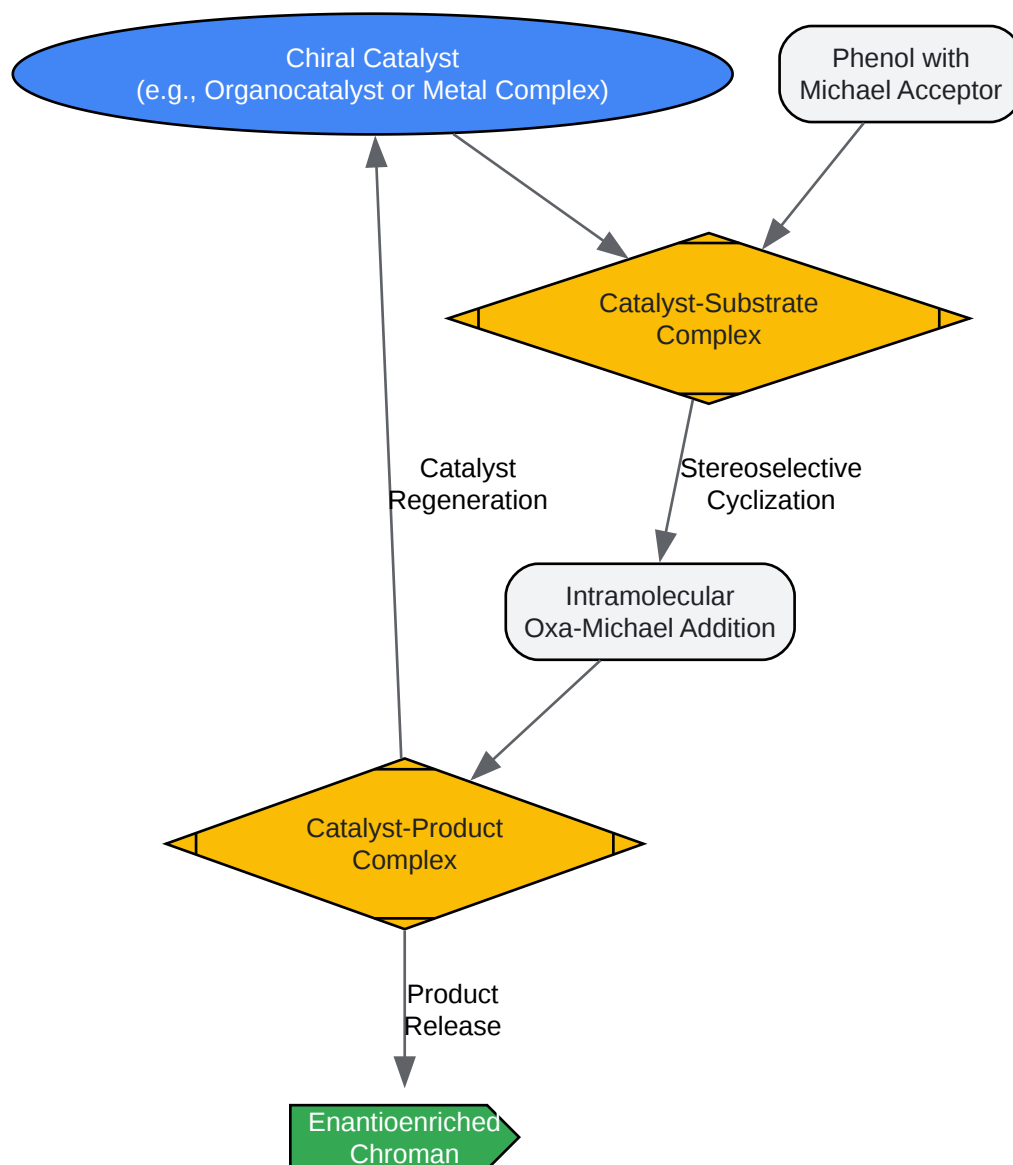 Chiral Catalyst
(e.g., Organocatalyst or Metal Complex)
Phenol with
Michael Acceptor
Catalyst-Substrate
Complex
Catalyst
Regeneration
Stereoselective
Cyclization
Intramolecular
Oxa-Michael Addition
Catalyst-Product
Complex
Product
Release
Enantioenriched
Chroman